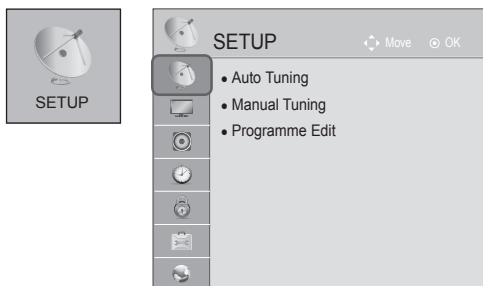 SETUP
SETUP Move OK
• Auto Tuning
• Manual Tuning
• Programme Edit